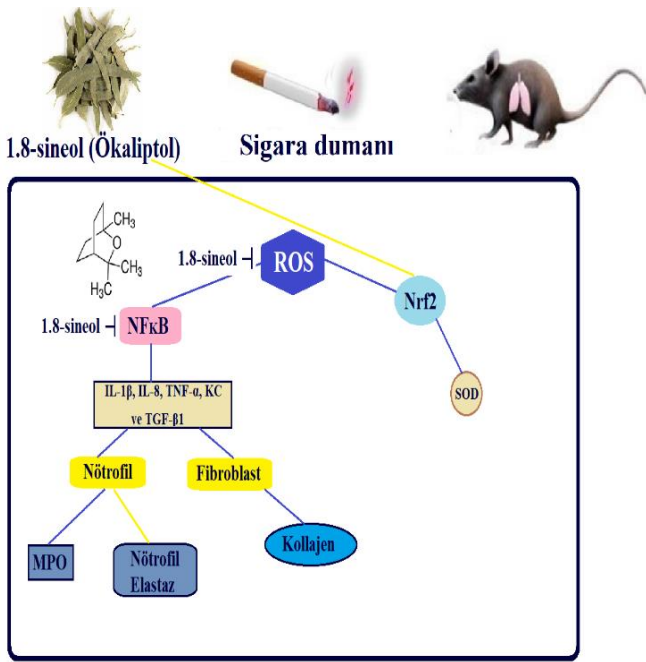 1.8-sineol (Ökaliptol)
Sigara dumanı
CH₃
O
CH₃
H₃C
1.8-sineol
ROS
Nrf2
1.8-sineol
NFκB
SOD
IL-1β, IL-8, TNF-α, KC
ve TGF-β1
Nötrofil
Fibroblast
MPO
Nötrofil
Elastaz
Kollajen